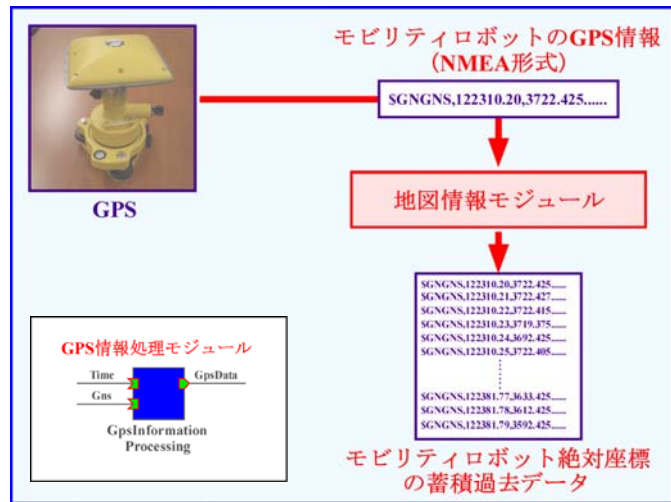 モビリティロボットのGPS情報
(NMEA形式)
$GNGNS,122310.20,3722.425......
GPS
地図情報モジュール
$GNGNS,122310.20,3722.425......
$GNGNS,122310.21,3722.427......
$GNGNS,122310.22,3722.415......
$GNGNS,122310.23,3719.375......
$GNGNS,122310.24,3692.425......
$GNGNS,122310.25,3722.405......
$GNGNS,122381.77,3633.425......
$GNGNS,122381.78,3612.425......
$GNGNS,122381.79,3592.425......
モビリティロボット絶対座標
の蓄積過去データ
GPS情報処理モジュール
Time
GpsData
Gns
GpsInformation
Processing